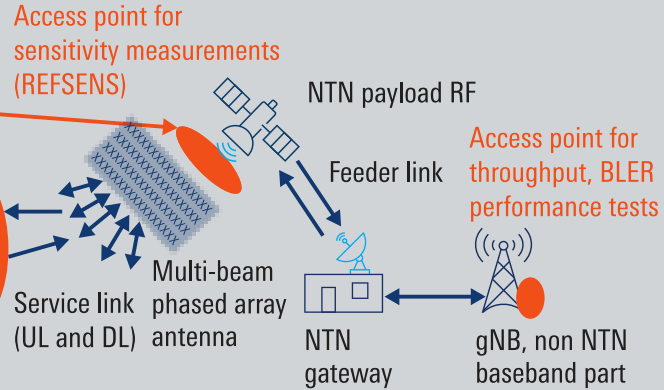 Access point for
sensitivity measurements
(REFSENS)
NTN payload RF
Feeder link
Access point for
throughput, BLER
performance tests
Service link
(UL and DL)
Multi-beam
phased array
antenna
NTN
gateway
gNB, non NTN
baseband part